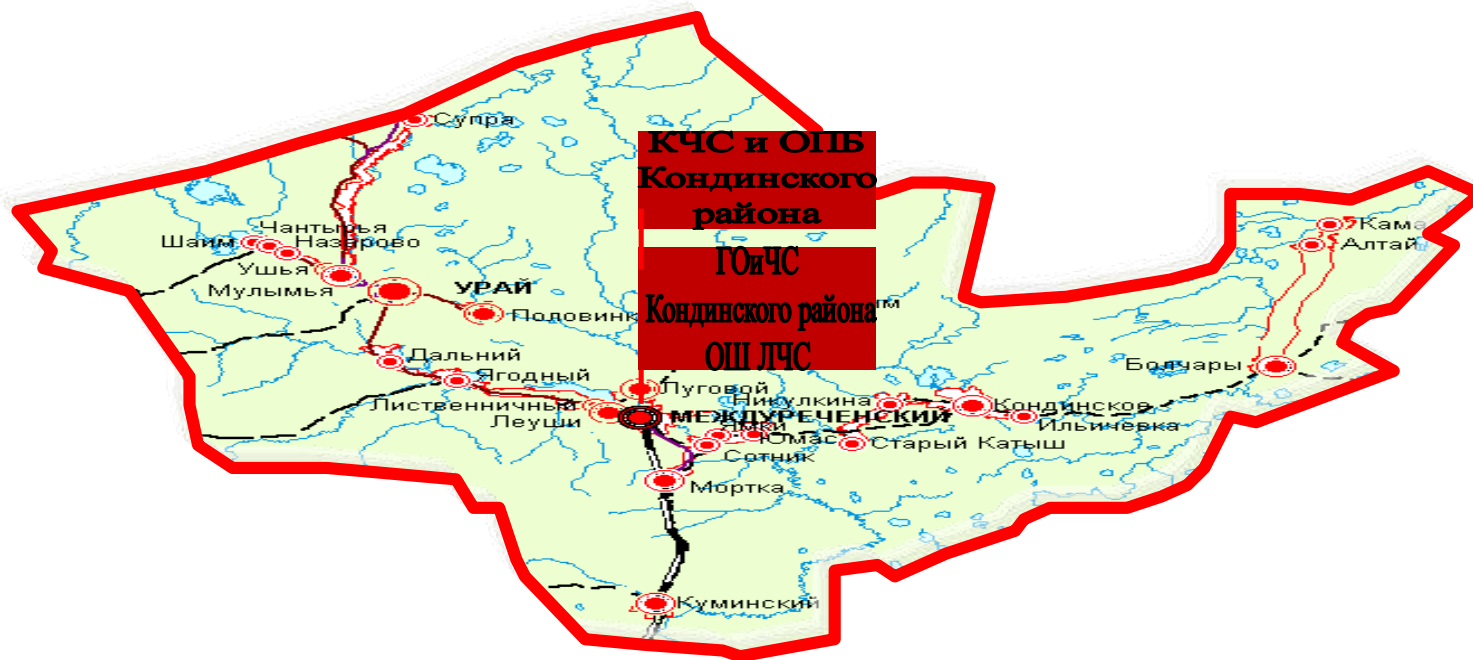 Супра
КЧС и ОПБ
Кондинского
района
ГОиЧС
Кондинского района
ОШ ЛЧС
Чантырья
Шаим
Назарово
Ушья
Мулымья
УРАЙ
Половинк
Кама
Алтай
Дальний
Ягодный
Луговой
Болчары
Лиственничный
Леуши
МЕЖДУРЕЧЕНСКИЙ
Никулкина
Кондинское
Ильичевка
Ямки
Юмас
Сотник
Старый Катыш
Мортка
Куминский